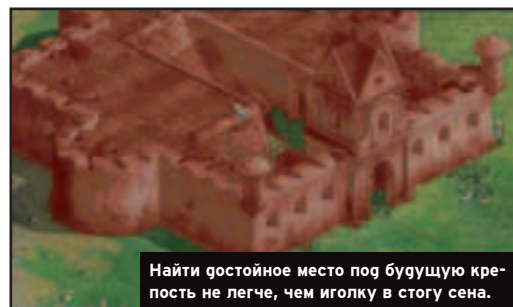 Найти достойное место под будущую кре-
пость не легче, чем иголку в стогу сена.